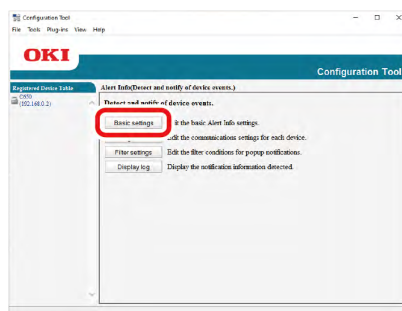 Configuration Tool
File Tools Plug-ins View Help
OKI
Configuration Tool
Registered Device Table
C650
(192.168.0.2)
Alert Info(Detect and notify of device events.)
Detect and notify of device events.
Basic settings
it the basic Alert Info settings.
Edit the communications settings for each device.
Filter settings
Edit the filter conditions for popup notifications.
Display log
Display the notification information detected.